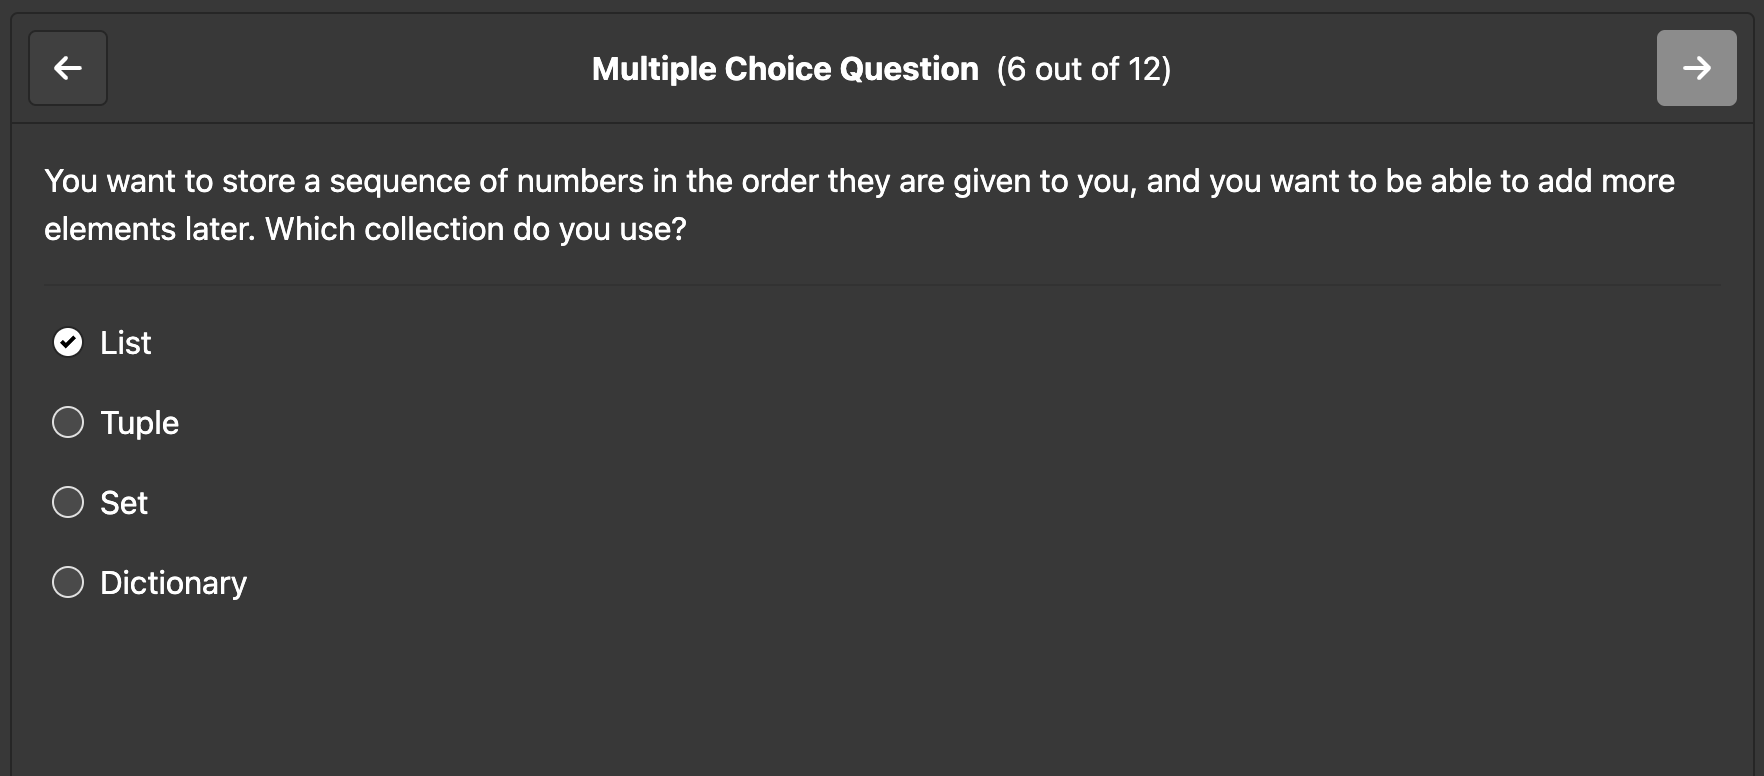 Multiple Choice Question (6 out of 12)
You want to store a sequence of numbers in the order they are given to you, and you want to be able to add more
elements later. Which collection do you use?
List
Tuple
Set
Dictionary